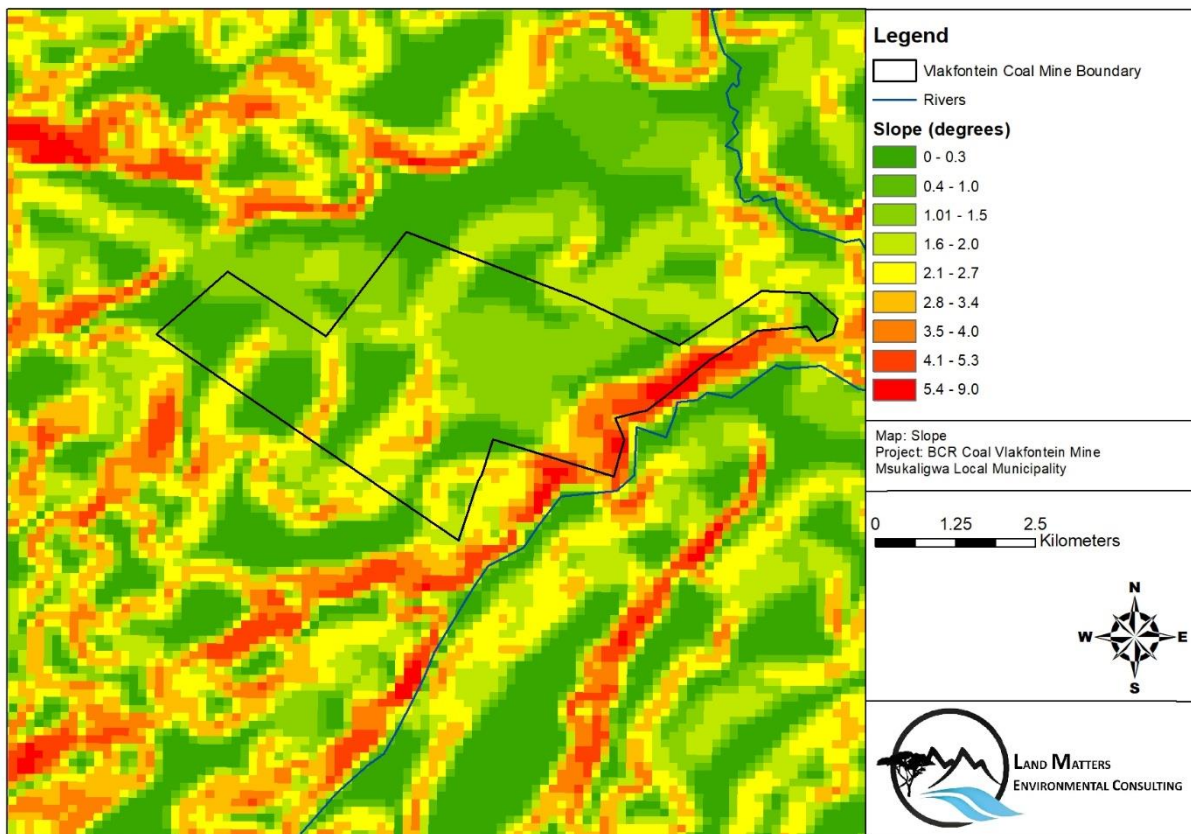 Legend
Vlakfontein Coal Mine Boundary
Rivers
Slope (degrees)
0 - 0.3
0.4 - 1.0
1.01 - 1.5
1.6 - 2.0
2.1 - 2.7
2.8 - 3.4
3.5 - 4.0
4.1 - 5.3
5.4 - 9.0
Map: Slope
Project: BCR Coal Vlakfontein Mine
Msukaligwa Local Municipality
0 1.25 2.5
Kilometers
N
W E
S
LAND MATTERS
ENVIRONMENTAL CONSULTING